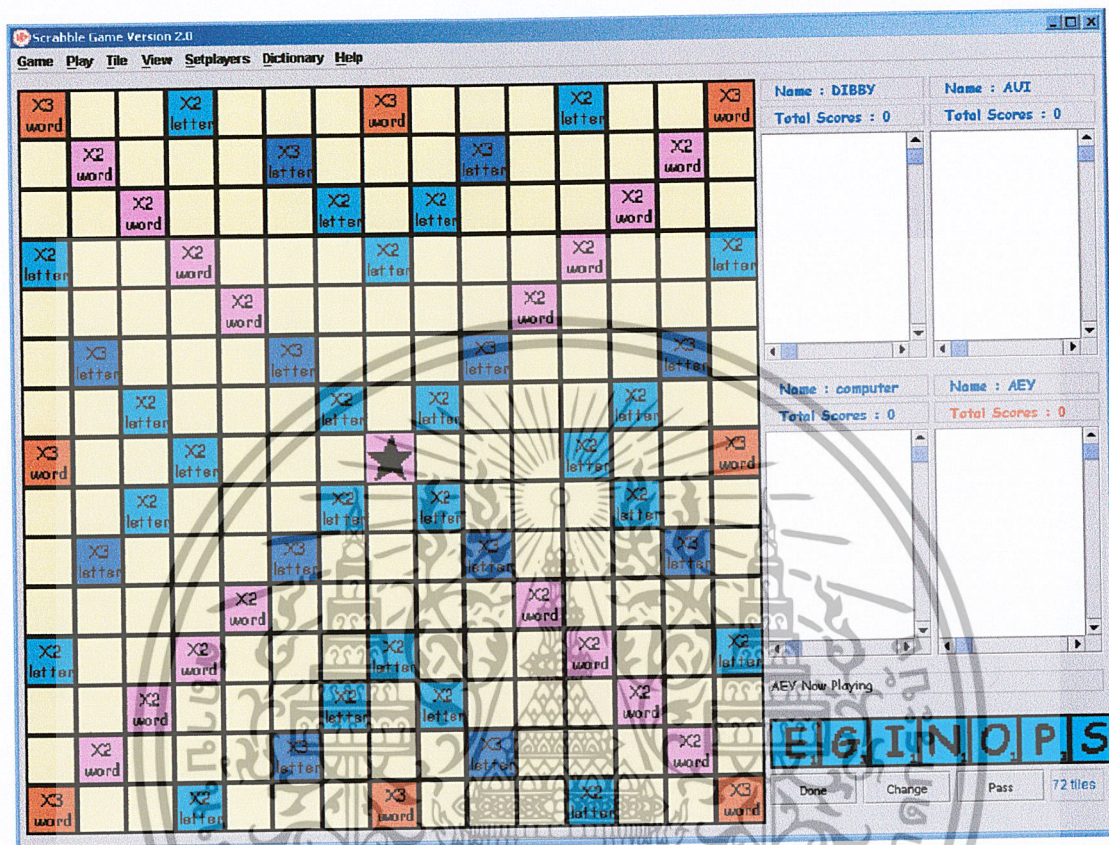 Scrabble Game Version 2.0
Game Play Tile View Setplayers Dictionary Help
X3 X2 X3 X2 X3
word letter word letter word
X2 X3 X3 X2
word letter letter word
X2 X2 X2 X2
word letter letter word
X2 X2 X2 X2 X2
letter word letter word letter
X2 X2
word word
X3 X3 X3 X3
letter letter letter letter
X2 X2 X2 X2
letter letter letter letter
X3 X2 X2 X3
word letter letter word
X2 X2 X2 X2
letter letter letter letter
X3 X3 X3 X3
letter letter letter letter
X2 X2
word word
X2 X2 X2 X2 X2
letter word letter word letter
X2 X2 X2 X2
word letter letter word
X2 X3 X3 X2
word letter letter word
X3 X2 X3 X2 X3
word letter word letter word
Name : DIBBY
Total Scores : 0
Name : AUI
Total Scores : 0
Name : computer
Total Scores : 0
Name : AEY
Total Scores : 0
AEY Now Playing
E G I N O P S
Done Change Pass 72 tiles